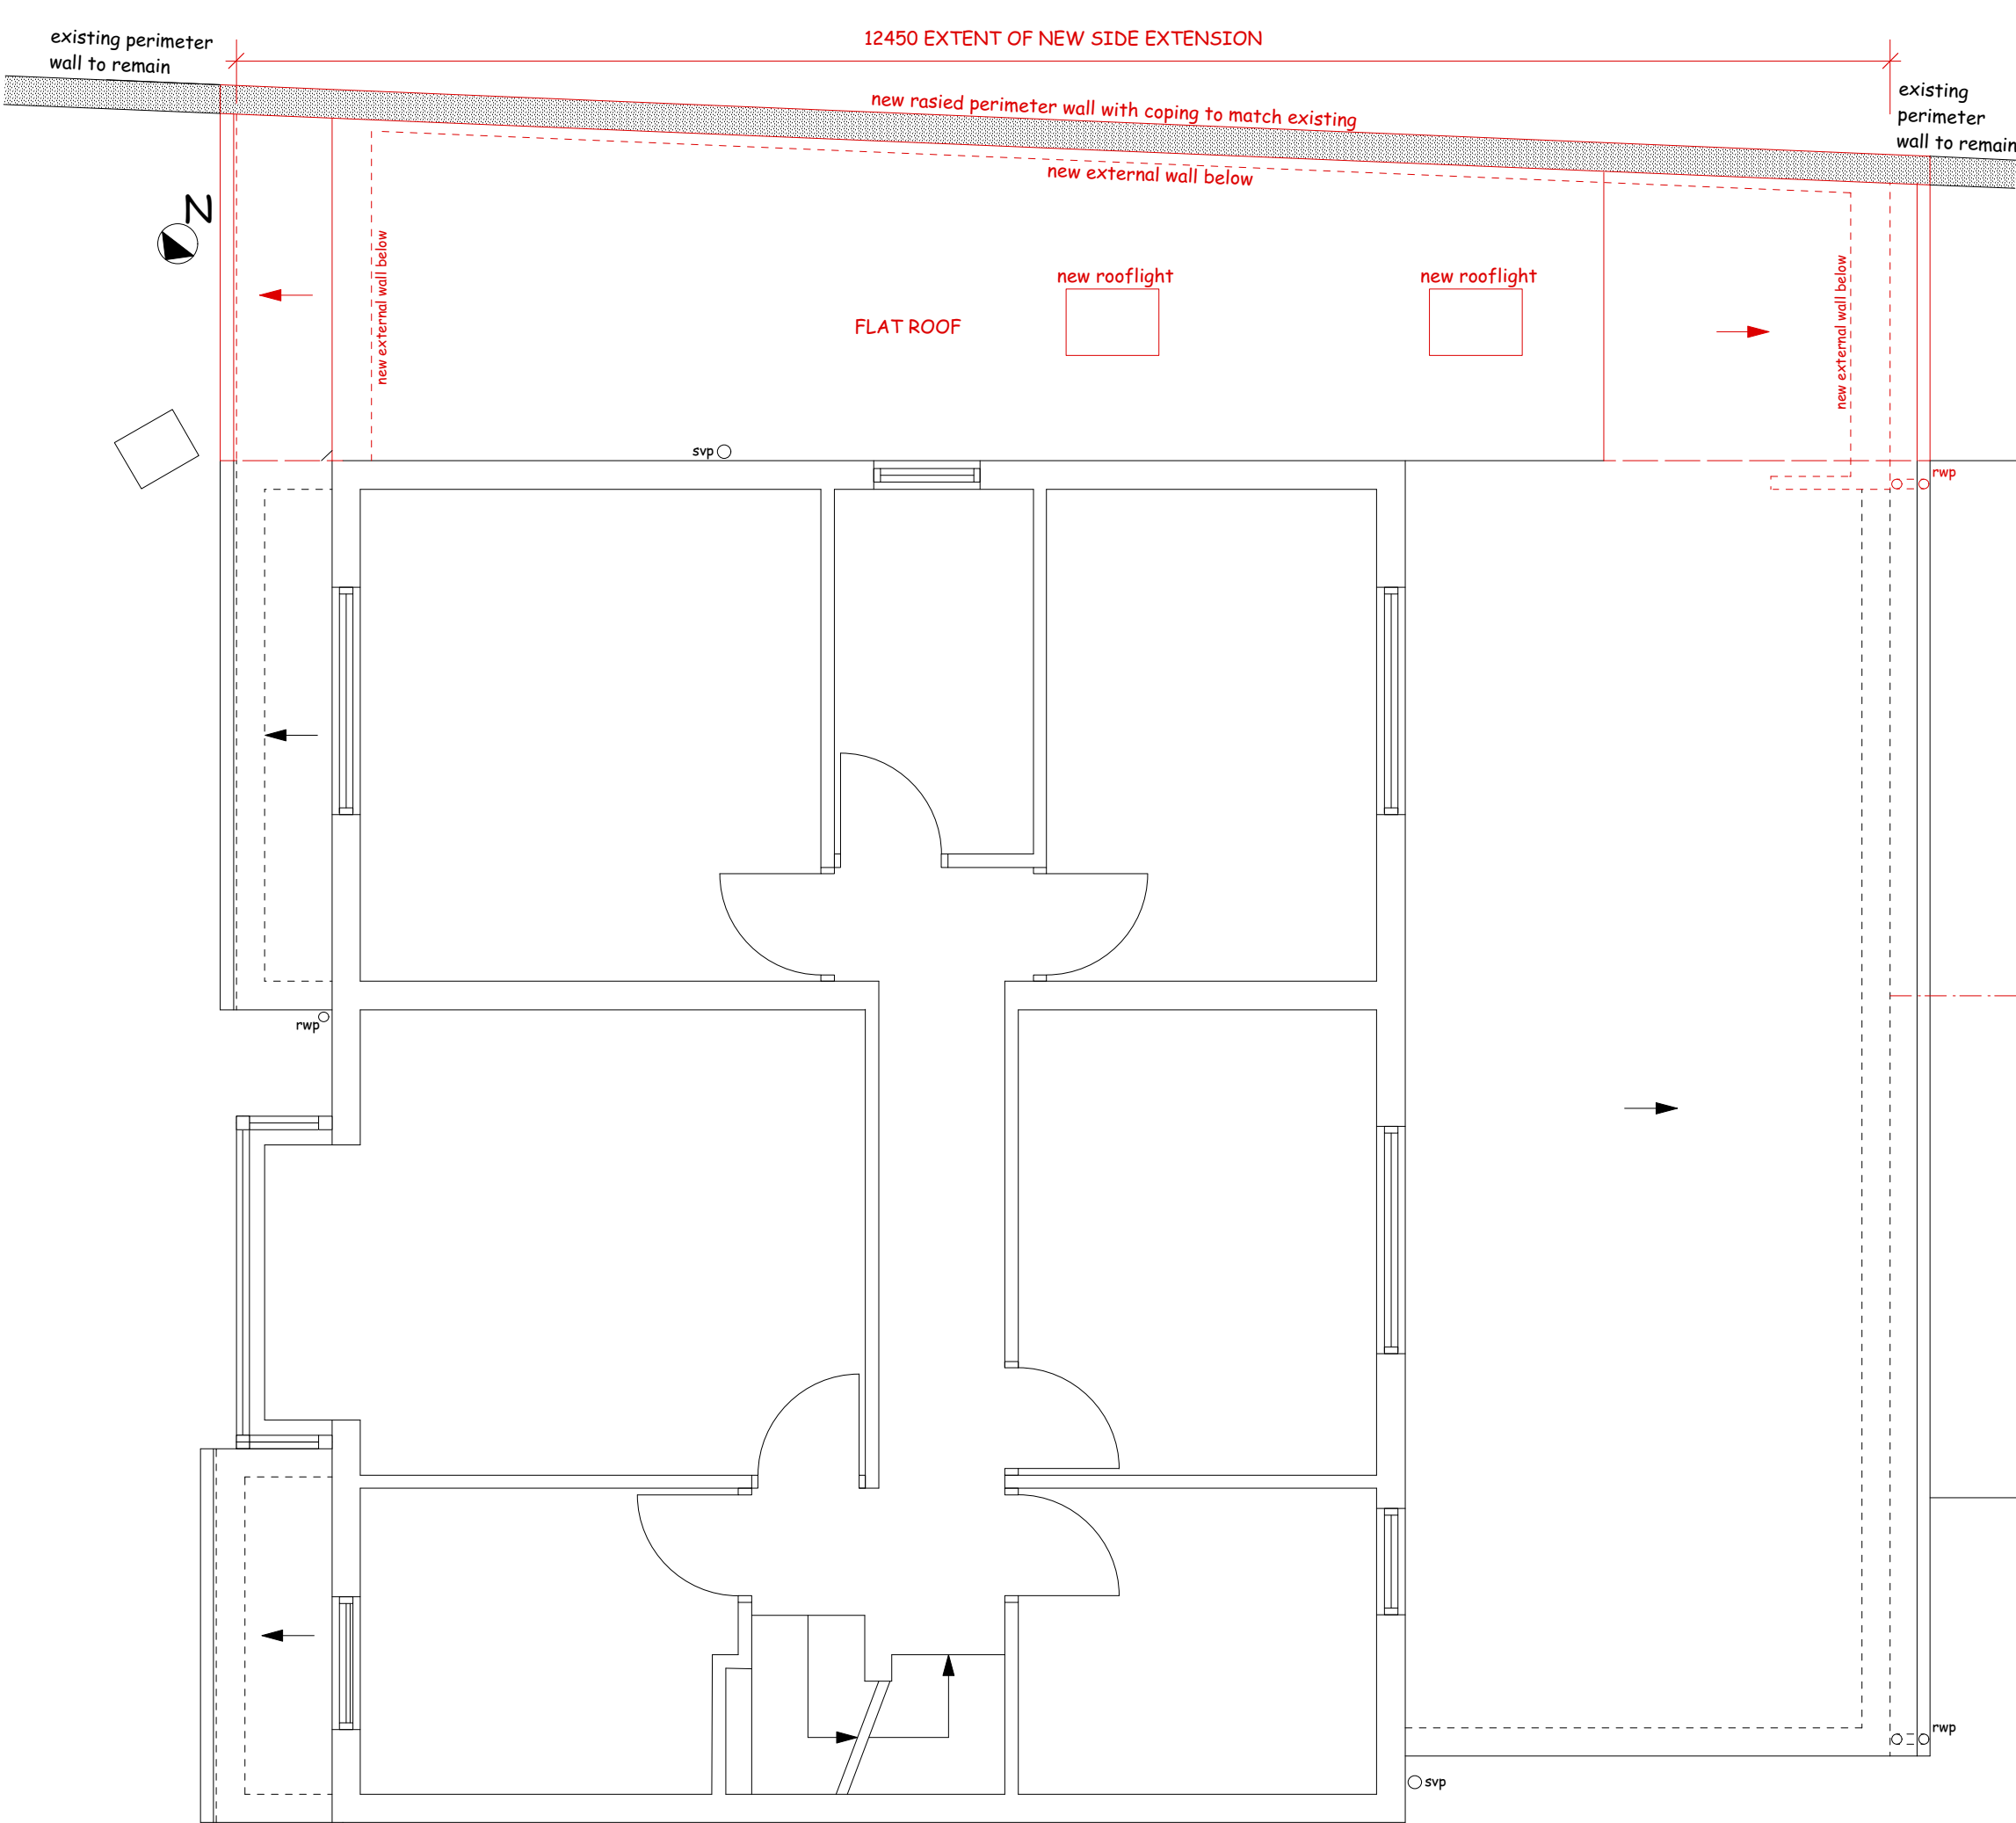 12450 EXTENT OF NEW SIDE EXTENSION
existing perimeter
wall to remain
existing
perimeter
wall to remain
new rasied perimeter wall with coping to match existing
new external wall below
N
new external wall below
new external wall below
new rooflight
new rooflight
FLAT ROOF
svp
rwp
rwp
rwp
svp